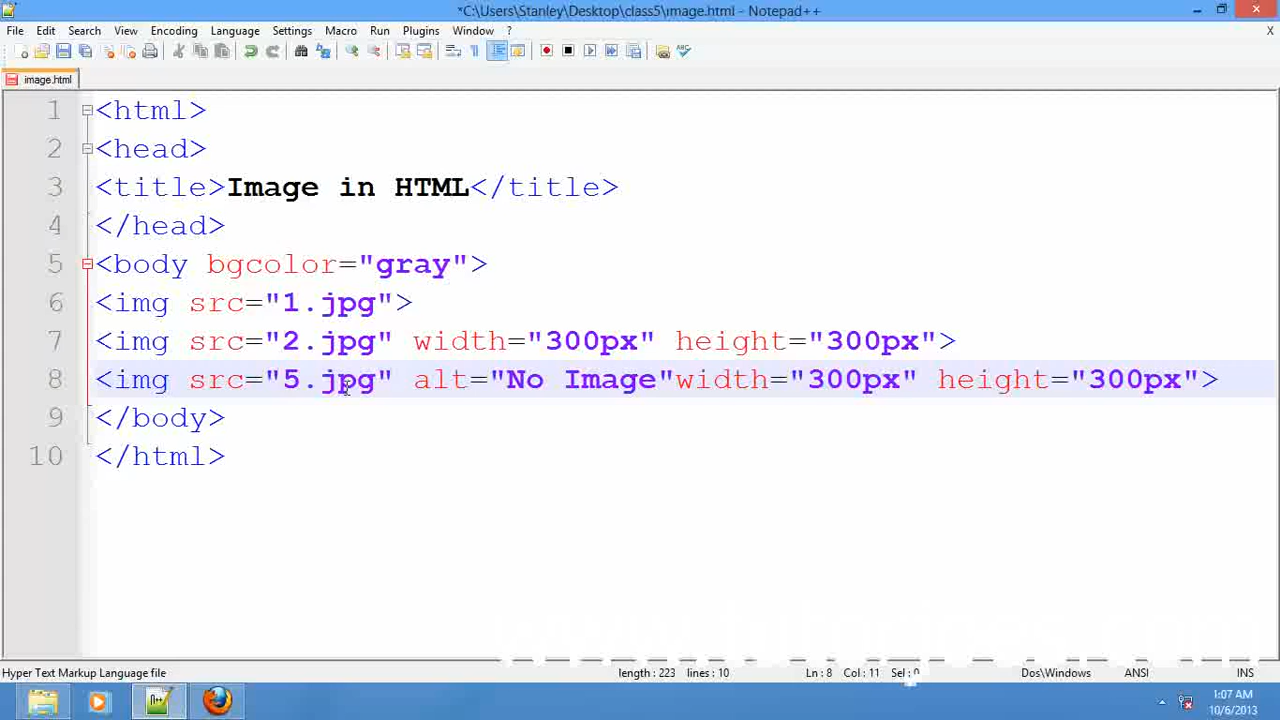 *C:\Users\Stanley\Desktop\class5\image.html - Notepad++
File Edit Search View Encoding Language Settings Macro Run Plugins Window ? X
image.html
1 <html>
2 <head>
3 <title>Image in HTML</title>
4 </head>
5 <body bgcolor="gray">
6 <img src="1.jpg">
7 <img src="2.jpg" width="300px" height="300px">
8 <img src="5.jpg" alt="No Image"width="300px" height="300px">
9 </body>
10 </html>
Hyper Text Markup Language file length : 223 lines : 10 Ln : 8 Col : 11 Sel : 0 Dos\Windows ANSI INS
1:07 AM
10/6/2013